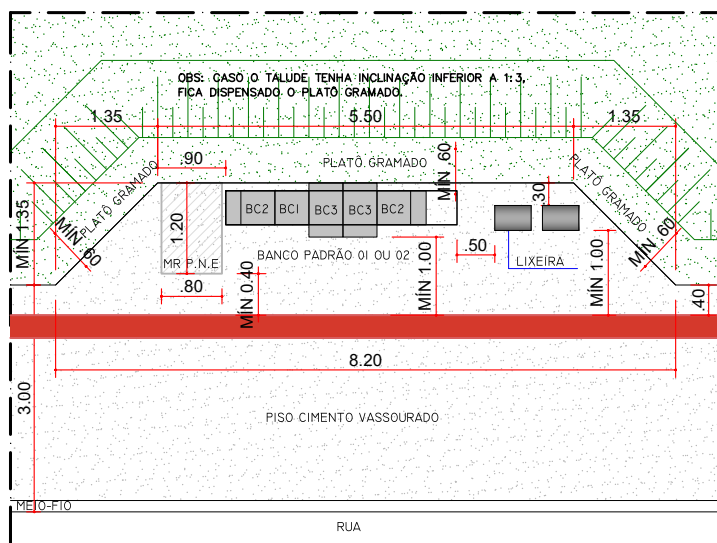 OBS: CASO O TALUDE TENHA INCLINAÇÃO INFERIOR A 1:3,
FICA DISPENSADO O PLATÔ GRAMADO.
1.35
5.50
1.35
.90
PLATÔ GRAMADO
MÍN .60
PLATÔ GRAMADO
PLATÔ GRAMADO
MÍN 1.35
MÍN .60
1.20
BC2
BC1
BC3
BC3
BC2
.30
MÍN .60
MR P.N.E
BANCO PADRÃO 01 OU 02
.50
LIXEIRA
.80
MÍN 0.40
MÍN 1.00
MÍN 1.00
.40
8.20
3.00
PISO CIMENTO VASSOURADO
MEIO-FIO
RUA